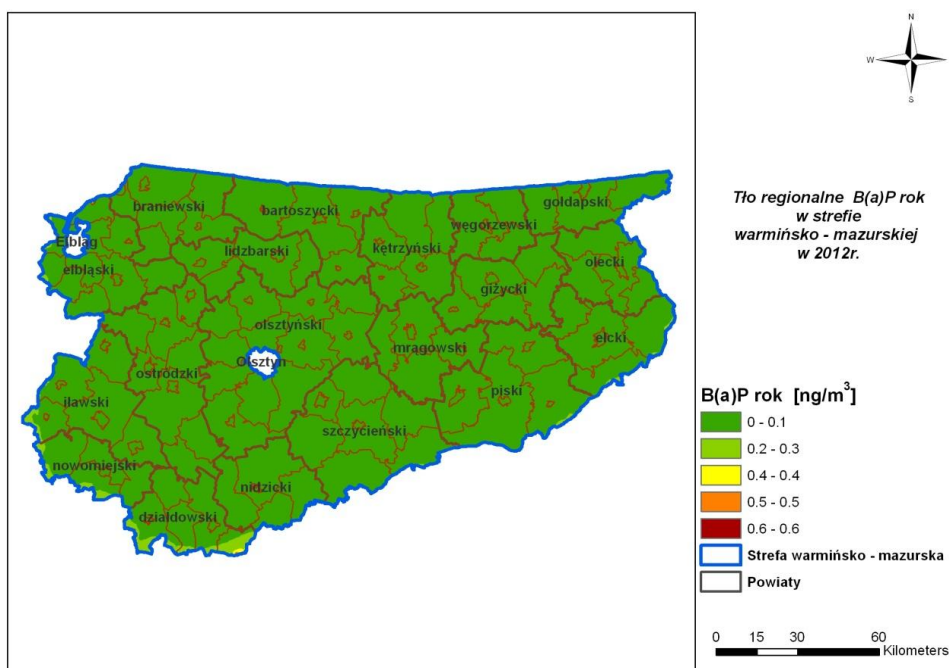 N
W
S
Tło regionalne B(a)P rok
w strefie
warmińsko - mazurskiej
w 2012r.
gołdapski
braniewski
bartoszycki
węgorzewski
Elbląg
kętrzyński
lidzbarski
olecki
elbląski
giżycki
olsztyński
ełcki
mrągowski
Olsztyn
ostródzki
piski
iławski
szczycieński
nowomiejski
nidzicki
działdowski
B(a)P rok [ng/m³]
0 - 0.1
0.2 - 0.3
0.4 - 0.4
0.5 - 0.5
0.6 - 0.6
Strefa warmińsko - mazurska
Powiaty
0 15 30 60
Kilometers